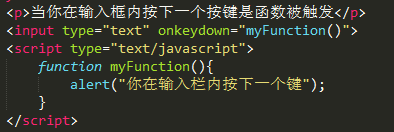 <p>当你在输入框内按下一个按键是函数被触发</p>
<input type="text" onkeydown="myFunction()">
<script type="text/javascript">
    function myFunction(){
        alert("你在输入栏内按下一个键");
    }
</script>